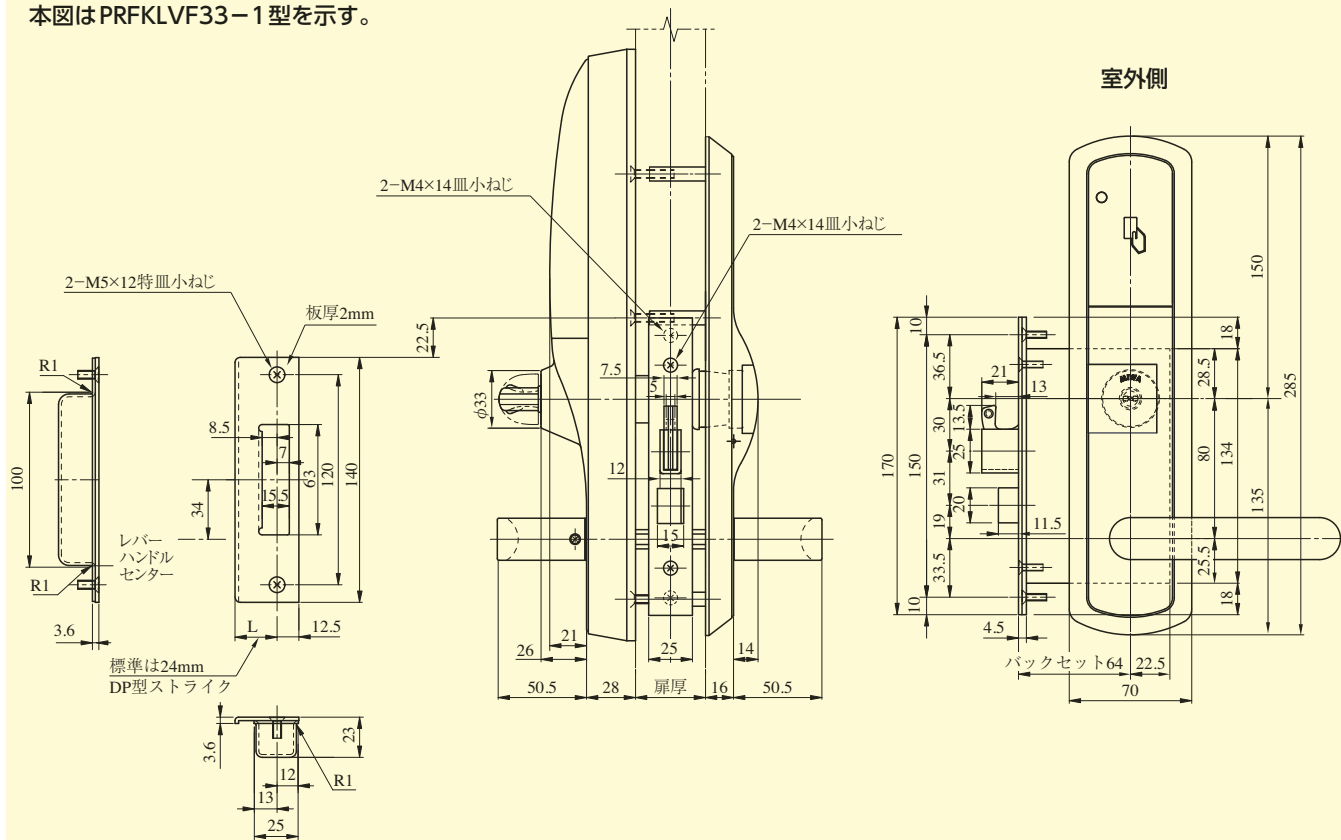 本図はPRFKLVF33−1型を示す。
室外側
2−M4×14皿小ねじ
2−M4×14皿小ねじ
2−M5×12特皿小ねじ
板厚2mm
22.5
R1
100
R1
3.6
8.5
7
15.5
63
120
140
34
レバー
ハンドル
センター
L
12.5
標準は24mm
DP型ストライク
3.6
23
12
R1
13
25
φ33
7.5
5
12
15
21
26
25
14
50.5
28
扉厚
16
50.5
10
36.5
21
13
13.5
30
25
31
20
19
11.5
33.5
10
150
170
4.5
MIWA
18
28.5
80
134
25.5
18
150
135
285
バックセット64
22.5
70